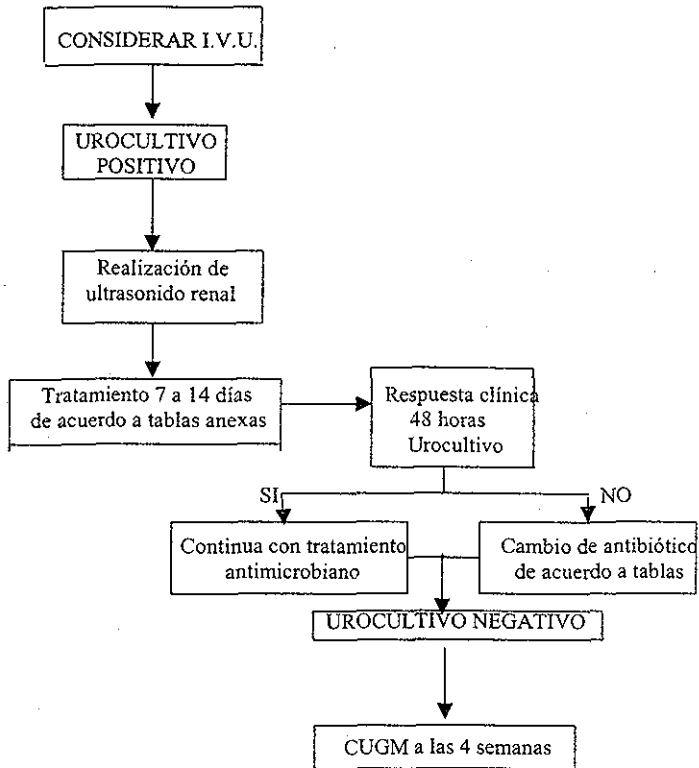 CONSIDERAR I.V.U.
UROCULTIVO
POSITIVO
Realización de
ultrasonido renal
Tratamiento 7 a 14 días
de acuerdo a tablas anexas
Respuesta clínica
48 horas
Urocultivo
SI
NO
Continua con tratamiento
antimicrobiano
Cambio de antibiótico
de acuerdo a tablas
UROCULTIVO NEGATIVO
CUGM a las 4 semanas